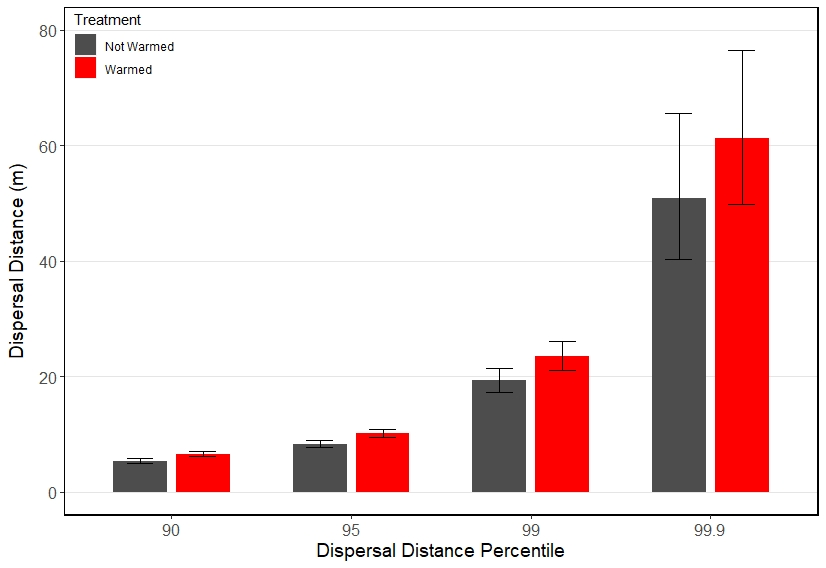 Treatment
Not Warmed
Warmed
Dispersal Distance (m)
80
60
40
20
0
90 95 99 99.9
Dispersal Distance Percentile